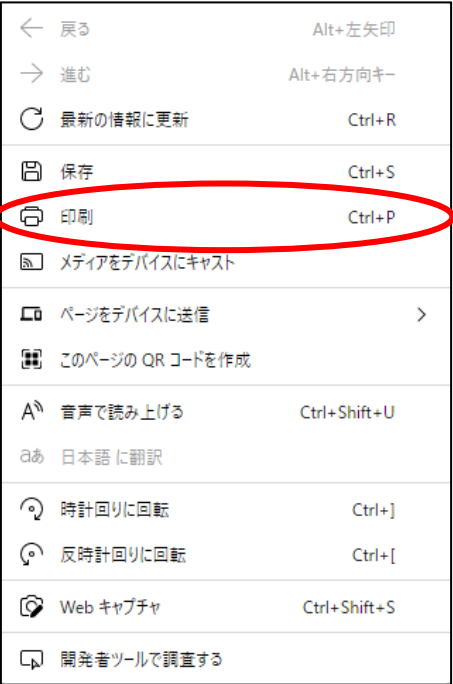 戻る Alt+左矢印
進む Alt+右方向キー
最新の情報に更新 Ctrl+R
保存 Ctrl+S
印刷 Ctrl+P
メディアをデバイスにキャスト
ページをデバイスに送信
このページの QR コードを作成
A 音声で読み上げる Ctrl+Shift+U
aあ 日本語 に翻訳
時計回りに回転 Ctrl+]
反時計回りに回転 Ctrl+[
Web キャプチャ Ctrl+Shift+S
開発者ツールで調査する